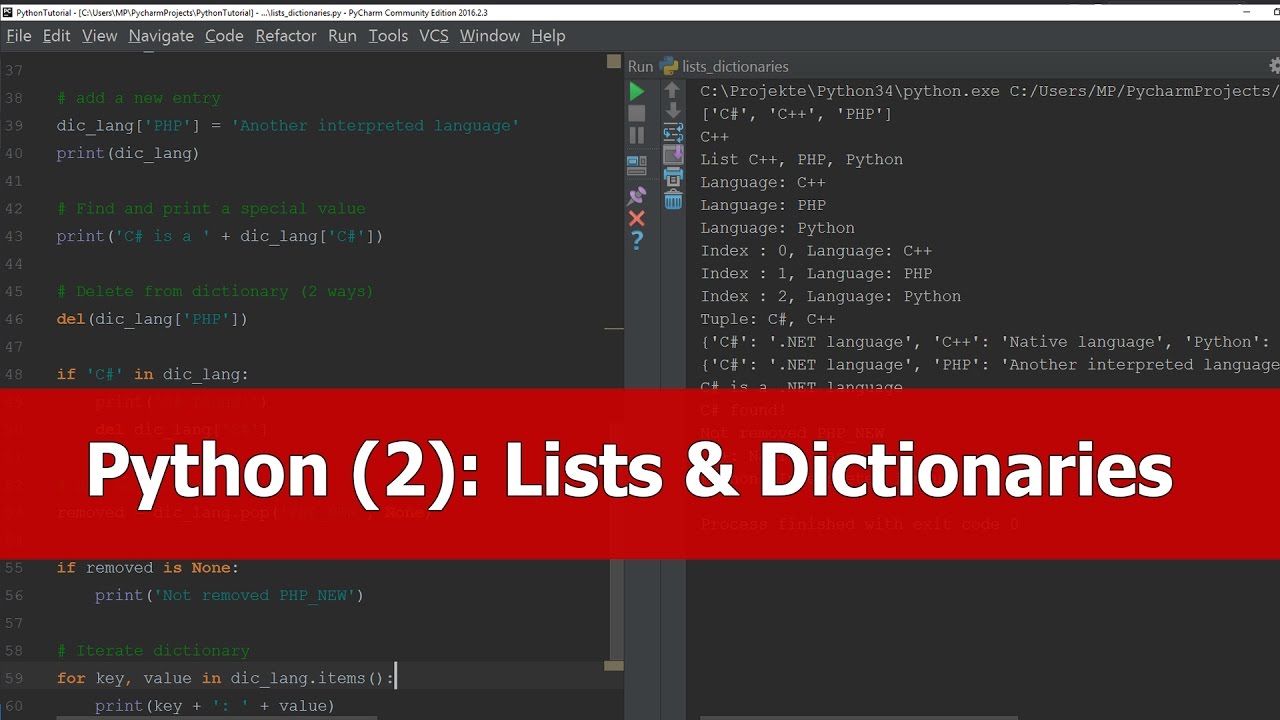 PythonTutorial - [C:\Users\MP\PycharmProjects\PythonTutorial] - ...\lists_dictionaries.py - PyCharm Community Edition 2016.2.3
File Edit View Navigate Code Refactor Run Tools VCS Window Help
37
38 # add a new entry
39 dic_lang['PHP'] = 'Another interpreted language'
40 print(dic_lang)
41
42 # Find and print a special value
43 print('C# is a ' + dic_lang['C#'])
44
45 # Delete from dictionary (2 ways)
46 del(dic_lang['PHP'])
47
48 if 'C#' in dic_lang:
print(
del dic_lang[
removed = dic_lang.pop(
55 if removed is None:
56 print('Not removed PHP_NEW')
57
58 # Iterate dictionary
59 for key, value in dic_lang.items():
60 print(key + ': ' + value)
Run lists_dictionaries
C:\Projekte\Python34\python.exe C:/Users/MP/PycharmProjects/
['C#', 'C++', 'PHP']
C++
List C++, PHP, Python
Language: C++
Language: PHP
Language: Python
Index : 0, Language: C++
Index : 1, Language: PHP
Index : 2, Language: Python
Tuple: C#, C++
{'C#': '.NET language', 'C++': 'Native language', 'Python':
{'C#': '.NET language', 'PHP': 'Another interpreted language
C# is a .NET language
C# found!
Not removed PHP_NEW
Process finished with exit code 0
Python (2): Lists & Dictionaries